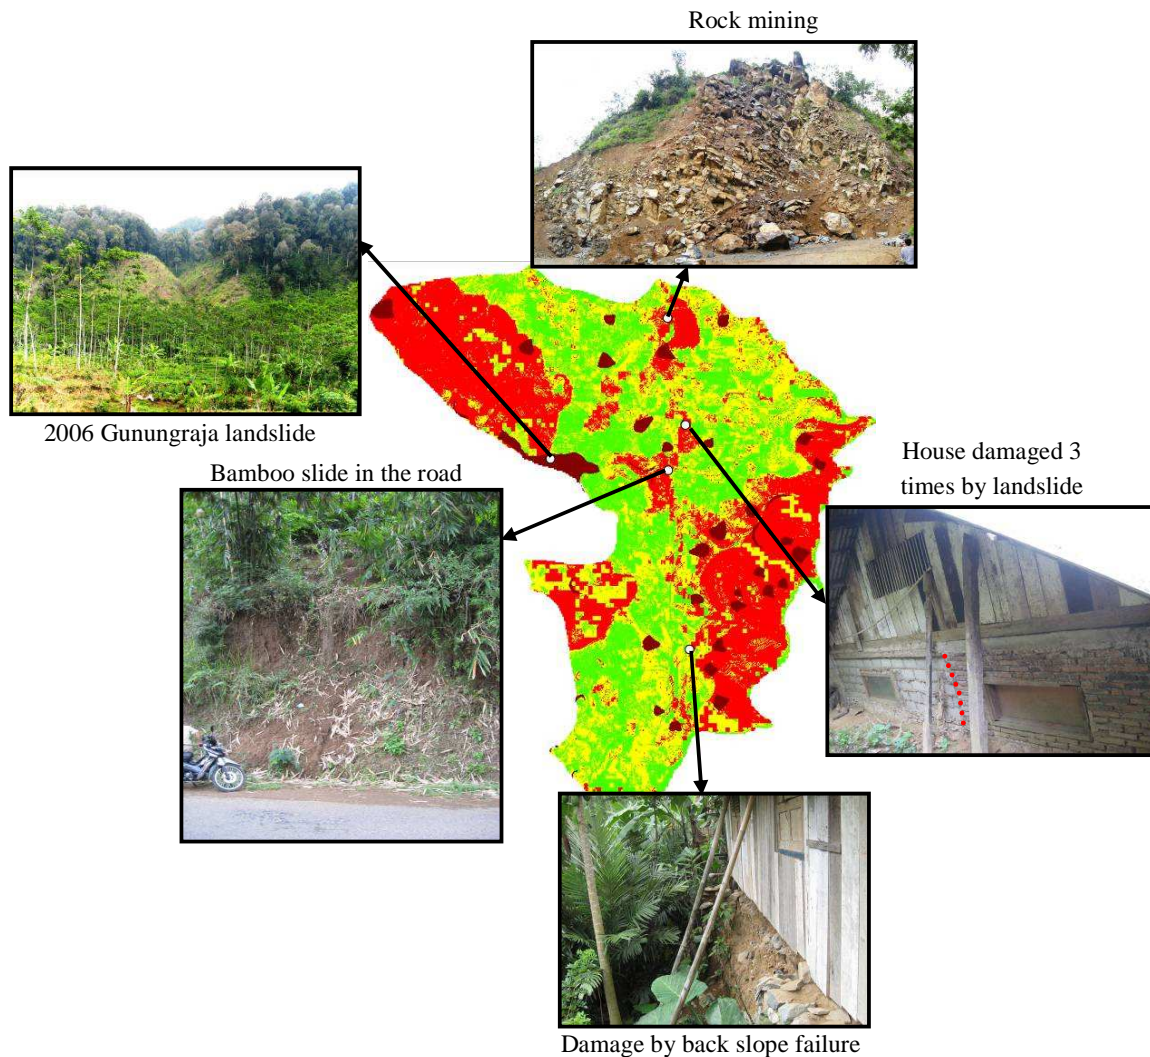 Rock mining
2006 Gunungraja landslide
Bamboo slide in the road
House damaged 3
times by landslide
Damage by back slope failure